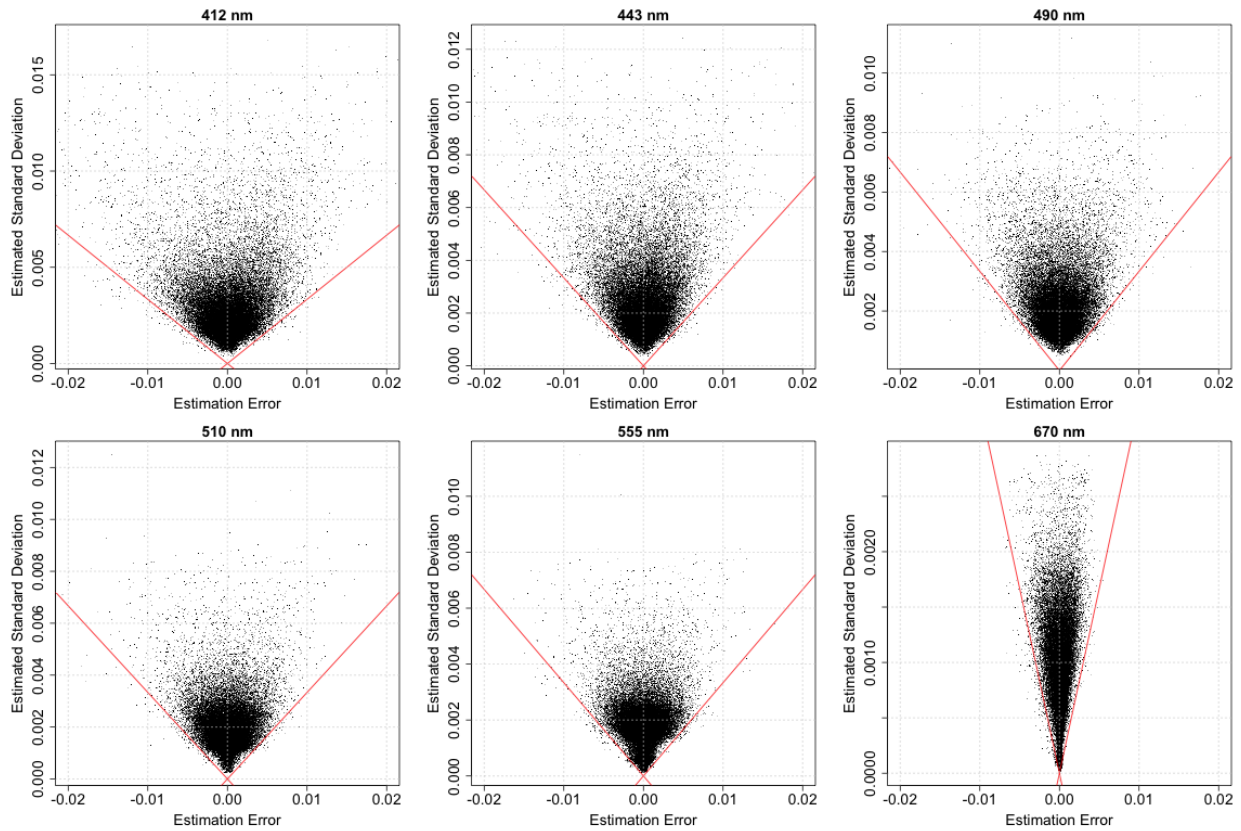 412 nm
Estimated Standard Deviation
0.015
0.010
0.005
0.000
-0.02 -0.01 0.00 0.01 0.02
Estimation Error
443 nm
Estimated Standard Deviation
0.012
0.010
0.008
0.006
0.004
0.002
0.000
-0.02 -0.01 0.00 0.01 0.02
Estimation Error
490 nm
Estimated Standard Deviation
0.010
0.008
0.006
0.004
0.002
-0.02 -0.01 0.00 0.01 0.02
Estimation Error
510 nm
Estimated Standard Deviation
0.012
0.010
0.008
0.006
0.004
0.002
0.000
-0.02 -0.01 0.00 0.01 0.02
Estimation Error
555 nm
Estimated Standard Deviation
0.010
0.008
0.006
0.004
0.002
0.000
-0.02 -0.01 0.00 0.01 0.02
Estimation Error
670 nm
Estimated Standard Deviation
0.0020
0.0010
0.0000
-0.02 -0.01 0.00 0.01 0.02
Estimation Error